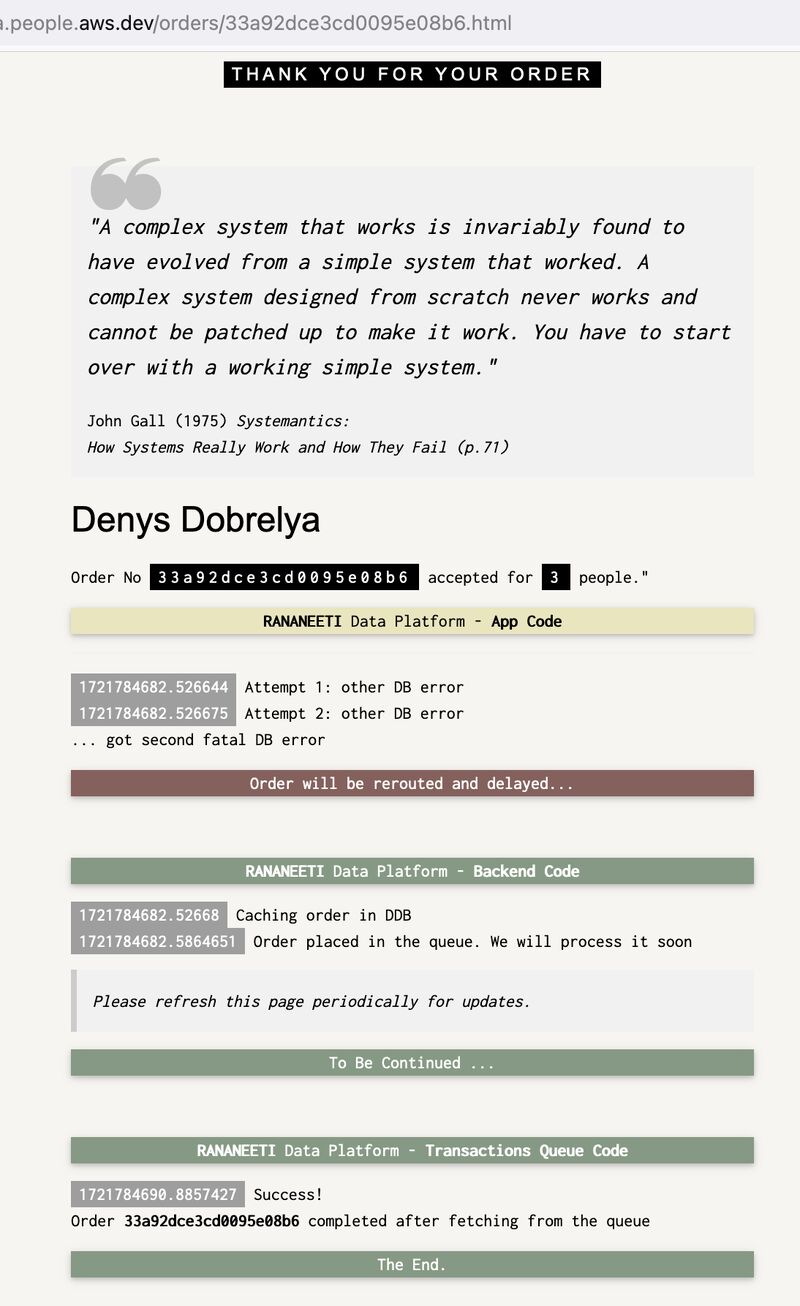 a.people.aws.dev/orders/33a92dce3cd0095e08b6.html
THANK YOU FOR YOUR ORDER
"A complex system that works is invariably found to
have evolved from a simple system that worked. A
complex system designed from scratch never works and
cannot be patched up to make it work. You have to start
over with a working simple system."
John Gall (1975) Systemantics:
How Systems Really Work and How They Fail (p.71)
Denys Dobrelya
Order No 33a92dce3cd0095e08b6 accepted for 3 people."
RANANEETI Data Platform - App Code
1721784682.526644 Attempt 1: other DB error
1721784682.526675 Attempt 2: other DB error
... got second fatal DB error
Order will be rerouted and delayed...
RANANEETI Data Platform - Backend Code
1721784682.52668 Caching order in DDB
1721784682.5864651 Order placed in the queue. We will process it soon
Please refresh this page periodically for updates.
To Be Continued ...
RANANEETI Data Platform - Transactions Queue Code
1721784690.8857427 Success!
Order 33a92dce3cd0095e08b6 completed after fetching from the queue
The End.